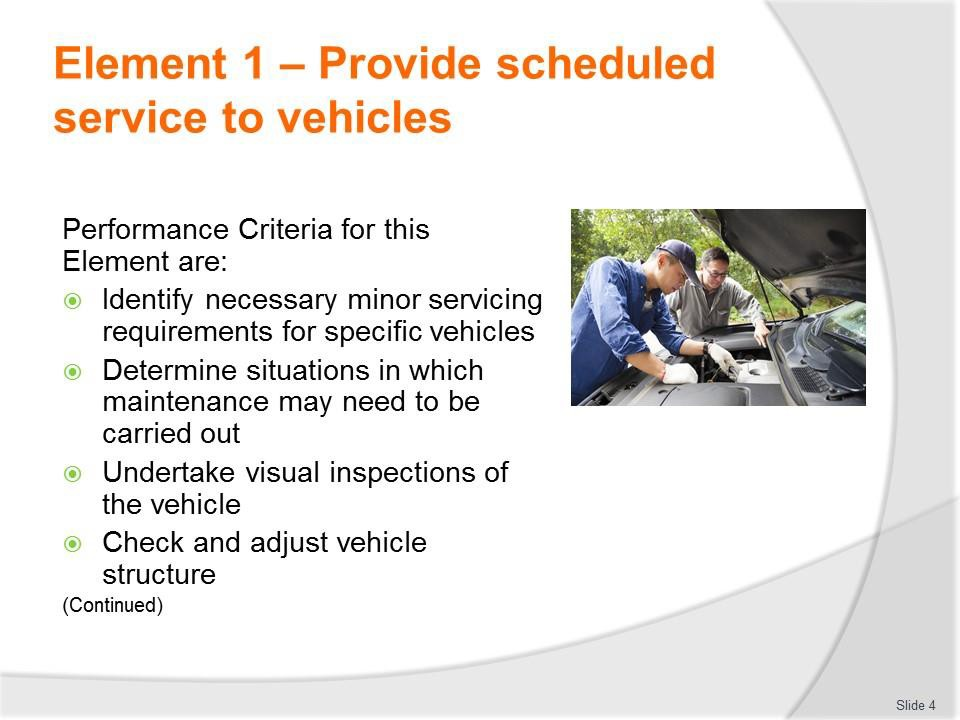 Element 1 – Provide scheduled
service to vehicles
Performance Criteria for this
Element are:
Identify necessary minor servicing
requirements for specific vehicles
Determine situations in which
maintenance may need to be
carried out
Undertake visual inspections of
the vehicle
Check and adjust vehicle
structure
(Continued)
Slide 4